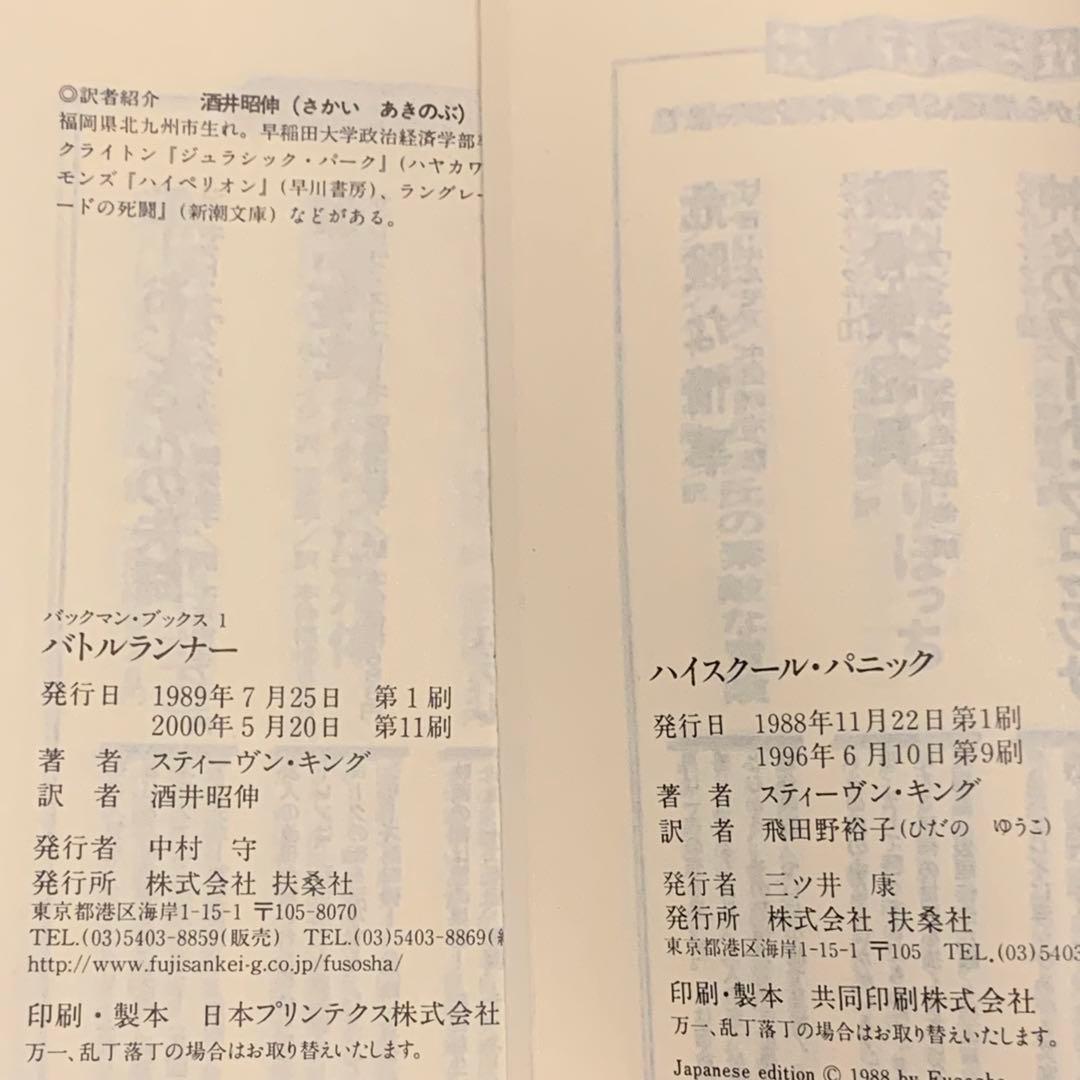 ◎訳者紹介　酒井昭伸（さかい　あきのぶ）
福岡県北九州市生れ。早稲田大学政治経済学部
クライトン『ジュラシック・パーク』（ハヤカワ
モンズ『ハイペリオン』（早川書房）、ラングレ
ードの死闘』（新潮文庫）などがある。
バックマン・ブックス 1
バトルランナー
発行日　1989年 7 月25日　第 1 刷
2000年 5 月20日　第11刷
著　者　スティーヴン・キング
訳　者　酒井昭伸
発行者　中村　守
発行所　株式会社 扶桑社
東京都港区海岸1-15-1 〒105-8070
TEL.(03)5403-8859(販売)　TEL.(03)5403-8869(
http://www.fujisankei-g.co.jp/fusosha/
印刷・製本　日本プリンテクス株式会社
万一、乱丁落丁の場合はお取り替えいたします。
ハイスクール・パニック
発行日　1988年11月22日第1刷
1996年 6 月10日第9刷
著　者　スティーヴン・キング
訳　者　飛田野裕子(ひだの　ゆうこ)
発行者　三ツ井　康
発行所　株式会社 扶桑社
東京都港区海岸1-15-1 〒105　TEL.(03)5403
印刷・製本　共同印刷株式会社
万一、乱丁落丁の場合はお取り替えいたします。
Japanese edition © 1988 by Fusosha